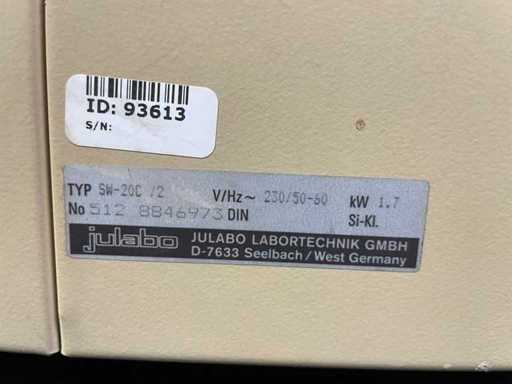 ID: 93613
S/N:
TYP SW-20C /2 V/Hz~ 230/50-60 kW 1.7
No 512 8846973 DIN Si-Kl.
julabo JULABO LABORTECHNIK GMBH
D-7633 Seelbach/West Germany